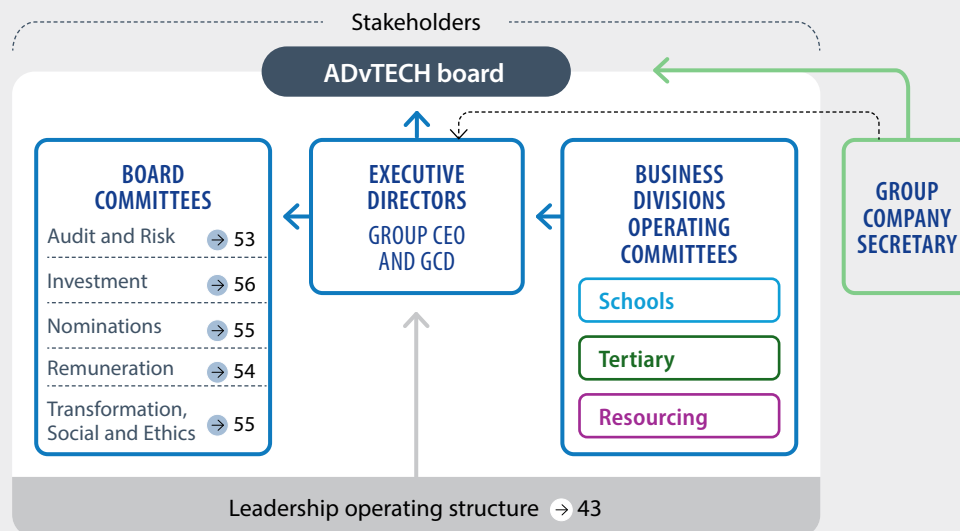 Stakeholders
ADvTECH board
BOARD
COMMITTEES
Audit and Risk 53
Investment 56
Nominations 55
Remuneration 54
Transformation,
Social and Ethics 55
EXECUTIVE
DIRECTORS
GROUP CEO
AND GCD
BUSINESS
DIVISIONS
OPERATING
COMMITTEES
Schools
Tertiary
Resourcing
GROUP
COMPANY
SECRETARY
Leadership operating structure 43